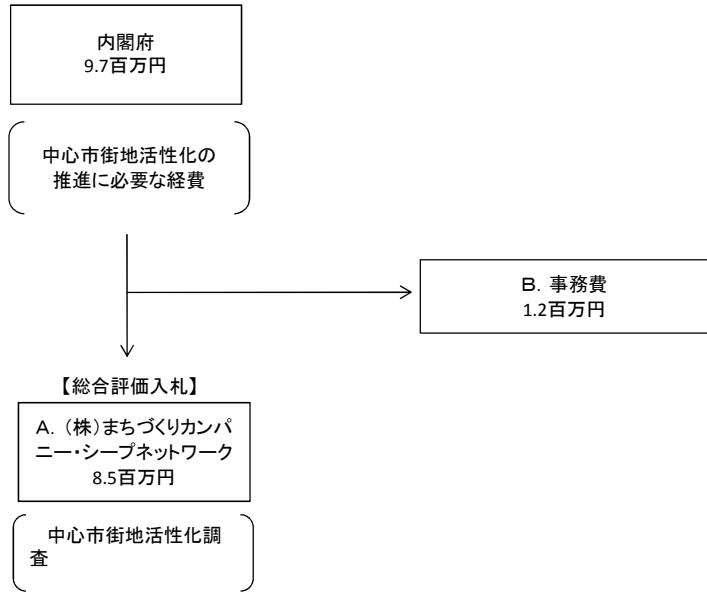 内閣府
9.7百万円
中心市街地活性化の
推進に必要な経費
B. 事務費
1.2百万円
【総合評価入札】
A. (株)まちづくりカンパ
ニー・シープネットワーク
8.5百万円
中心市街地活性化調
査